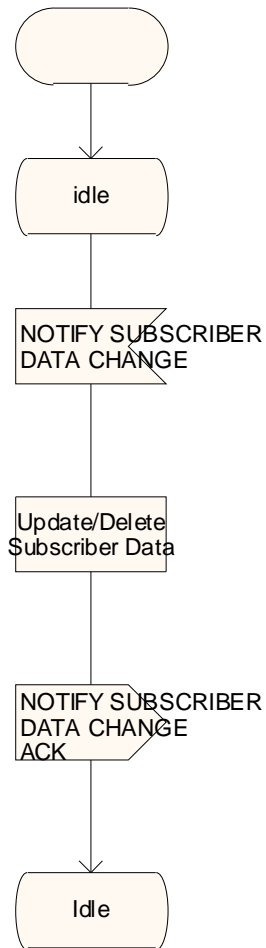 idle
NOTIFY SUBSCRIBER
DATA CHANGE
Update/Delete
Subscriber Data
NOTIFY SUBSCRIBER
DATA CHANGE
ACK
Idle